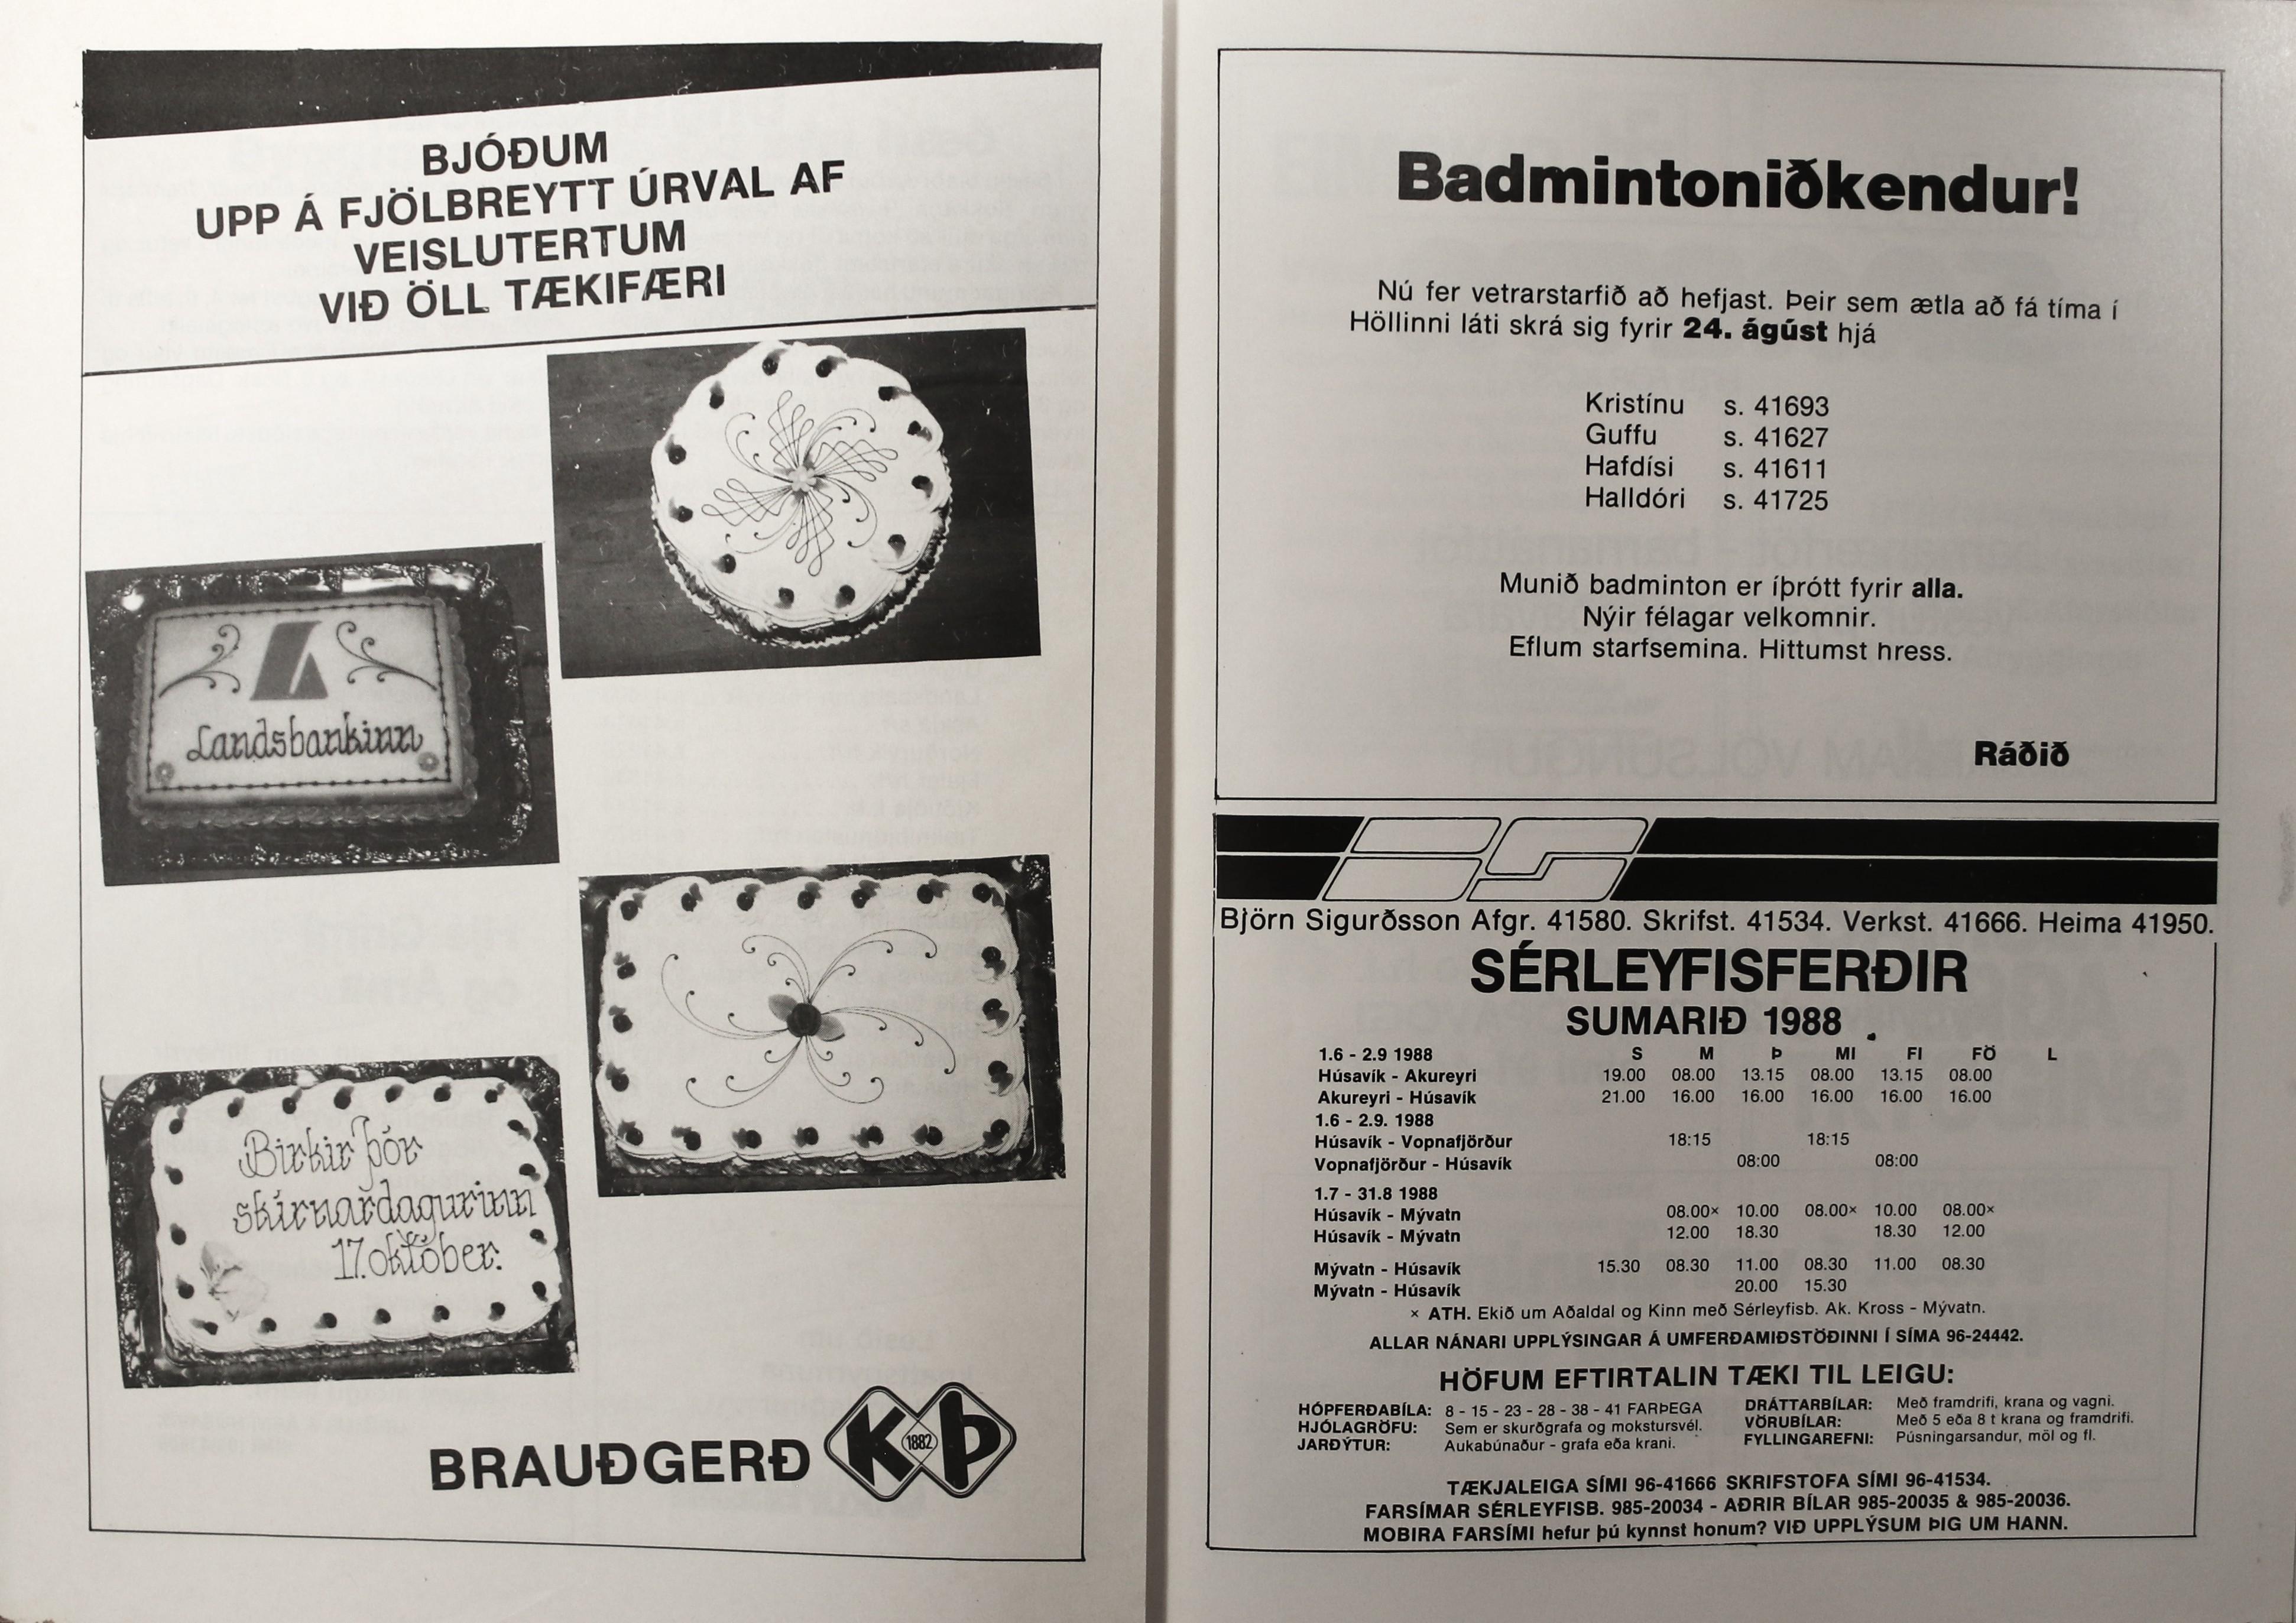 BJÓÐUM
UPP Á FJÖLBREYTT ÚRVAL AF
VEISLUTERTUM
VIÐ ÖLL TÆKIFÆRI
Landsbankinn
Birkir þór
skírnardagurinn
17. október.
BRAUÐGERÐ K 1882 Þ
Badmintoniðkendur!
Nú fer vetrarstarfið að hefjast. Þeir sem ætla að fá tíma í
Höllinni láti skrá sig fyrir 24. ágúst hjá
Kristínu s. 41693
Guffu s. 41627
Hafdísi s. 41611
Halldóri s. 41725
Munið badminton er íþrótt fyrir alla.
Nýir félagar velkomnir.
Eflum starfsemina. Hittumst hress.
Ráðið
BS
Björn Sigurðsson Afgr. 41580. Skrifst. 41534. Verkst. 41666. Heima 41950.
SÉRLEYFISFERÐIR
SUMARIÐ 1988
1.6 - 2.9 1988 S M Þ MI FI FÖ L
Húsavík - Akureyri 19.00 08.00 13.15 08.00 13.15 08.00
Akureyri - Húsavík 21.00 16.00 16.00 16.00 16.00 16.00
1.6 - 2.9. 1988
Húsavík - Vopnafjörður 18:15 18:15
Vopnafjörður - Húsavík 08:00 08:00
1.7 - 31.8 1988
Húsavík - Mývatn 08.00× 10.00 08.00× 10.00 08.00×
Húsavík - Mývatn 12.00 18.30 18.30 12.00
Mývatn - Húsavík 15.30 08.30 11.00 08.30 11.00 08.30
Mývatn - Húsavík 20.00 15.30
× ATH. Ekið um Aðaldal og Kinn með Sérleyfisb. Ak. Kross - Mývatn.
ALLAR NÁNARI UPPLÝSINGAR Á UMFERÐAMIÐSTÖÐINNI Í SÍMA 96-24442.
HÖFUM EFTIRTALIN TÆKI TIL LEIGU:
HÓPFERÐABÍLA: 8 - 15 - 23 - 28 - 38 - 41 FARÞEGA
HJÓLAGRÖFU: Sem er skurðgrafa og mokstursvél.
JARÐÝTUR: Aukabúnaður - grafa eða krani.
DRÁTTARBÍLAR: Með framdrifi, krana og vagni.
VÖRUBÍLAR: Með 5 eða 8 t krana og framdrifi.
FYLLINGAREFNI: Púsningarsandur, möl og fl.
TÆKJALEIGA SÍMI 96-41666 SKRIFSTOFA SÍMI 96-41534.
FARSÍMAR SÉRLEYFISB. 985-20034 - AÐRIR BÍLAR 985-20035 & 985-20036.
MOBIRA FARSÍMI hefur þú kynnst honum? VIÐ UPPLÝSUM ÞIG UM HANN.